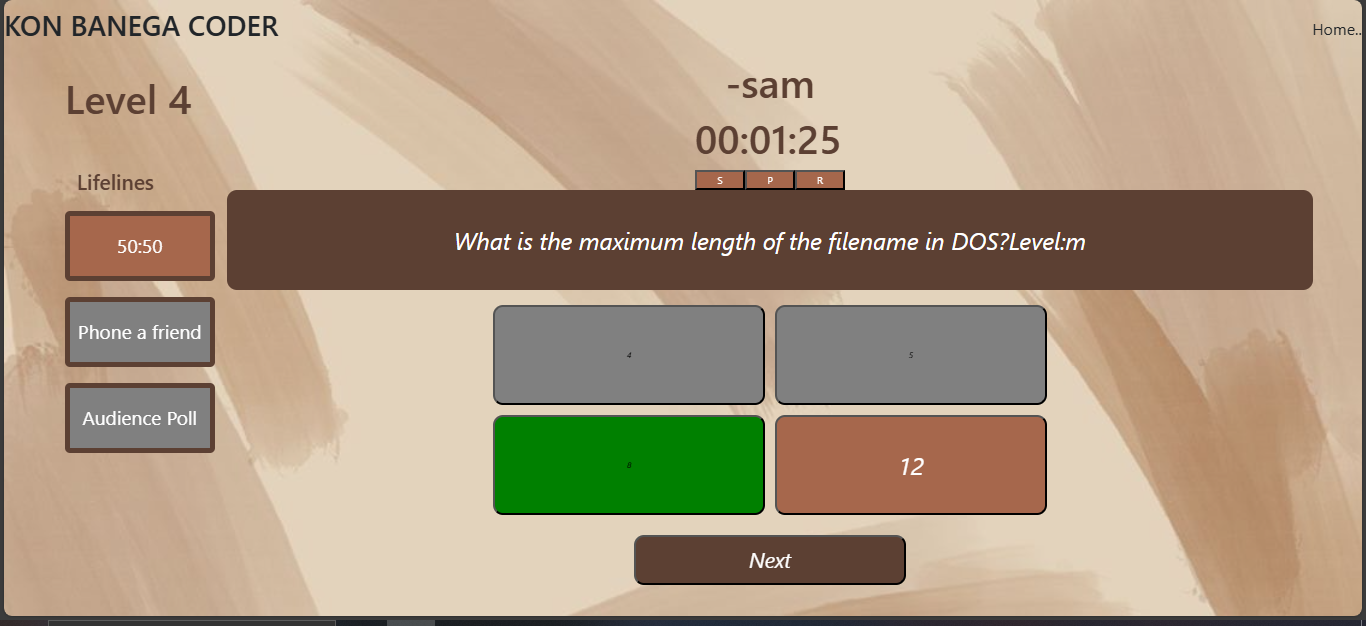 KON BANEGA CODER
Home..
Level 4
-sam
00:01:25
S P R
Lifelines
50:50
What is the maximum length of the filename in DOS?Level:m
Phone a friend
4
5
Audience Poll
8
12
Next